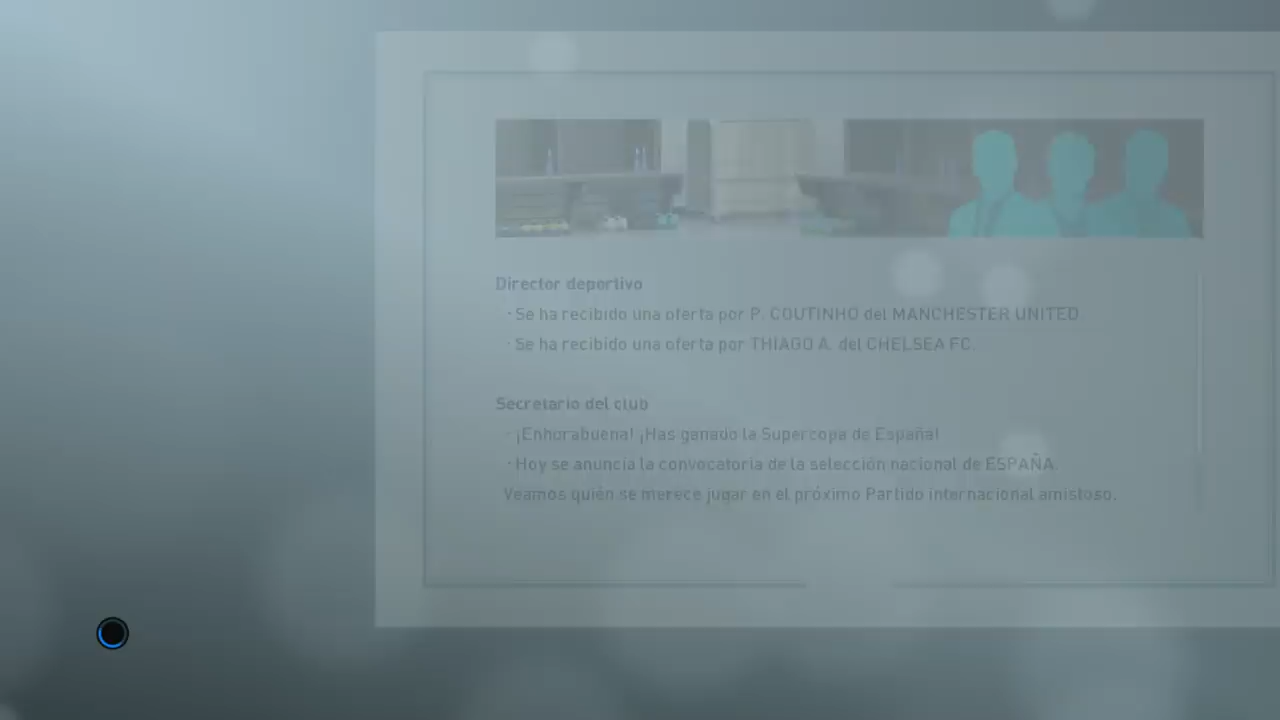 Director deportivo
· Se ha recibido una oferta por P. COUTINHO del MANCHESTER UNITED.
· Se ha recibido una oferta por THIAGO A. del CHELSEA FC.
Secretario del club
· ¡Enhorabuena! ¡Has ganado la Supercopa de España!
· Hoy se anuncia la convocatoria de la selección nacional de ESPAÑA.
Veamos quién se merece jugar en el próximo Partido internacional amistoso.